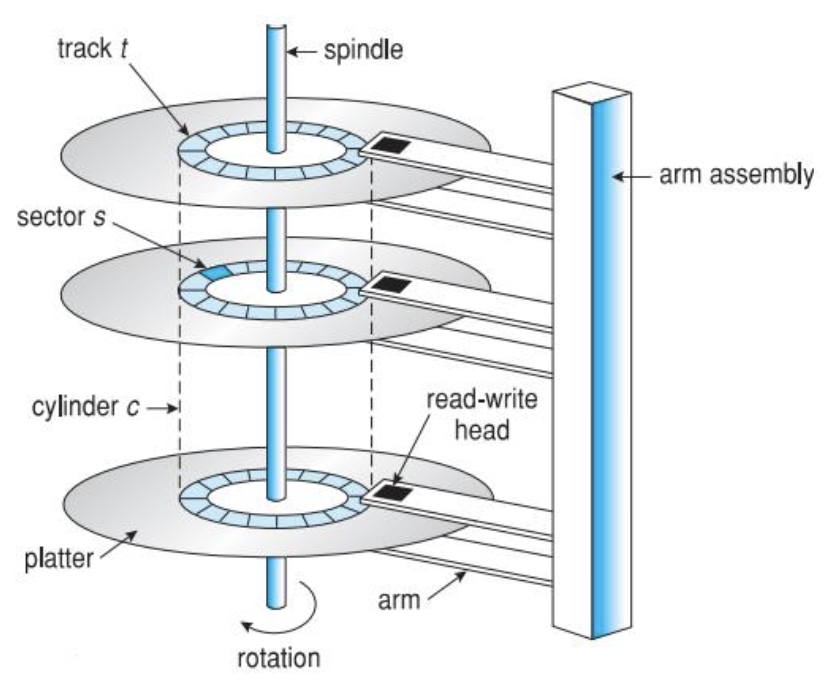 track t
spindle
arm assembly
sector s
cylinder c
read-write
head
platter
arm
rotation